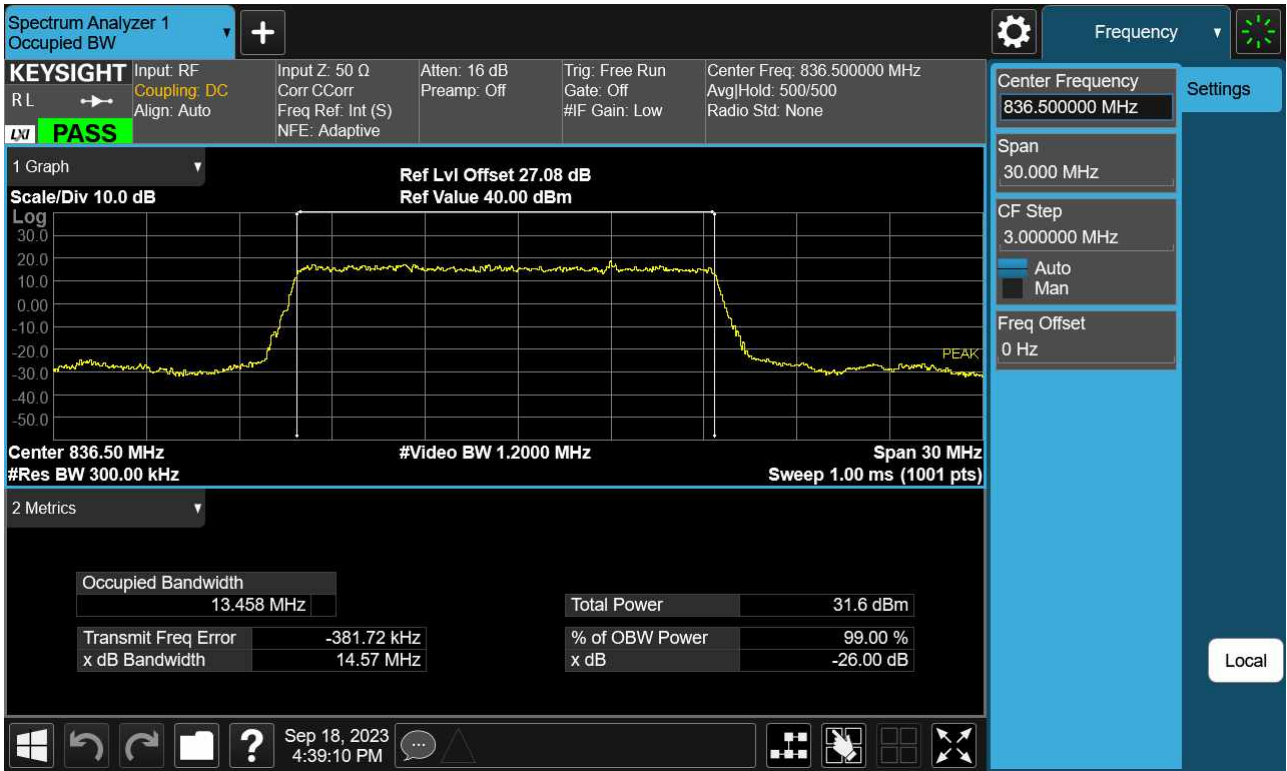 Spectrum Analyzer 1
Occupied BW
+
Frequency
KEYSIGHT
R L
LXI PASS
Input: RF
Coupling: DC
Align: Auto
Input Z: 50 Ω
Corr CCorr
Freq Ref: Int (S)
NFE: Adaptive
Atten: 16 dB
Preamp: Off
Trig: Free Run
Gate: Off
#IF Gain: Low
Center Freq: 836.500000 MHz
Avg|Hold: 500/500
Radio Std: None
Center Frequency
836.500000 MHz
Settings
Span
30.000 MHz
CF Step
3.000000 MHz
Auto
Man
Freq Offset
0 Hz
Local
1 Graph
Scale/Div 10.0 dB
Ref Lvl Offset 27.08 dB
Ref Value 40.00 dBm
Log
30.0
20.0
10.0
0.00
-10.0
-20.0
-30.0
-40.0
-50.0
PEAK
Center 836.50 MHz
#Video BW 1.2000 MHz
Span 30 MHz
#Res BW 300.00 kHz
Sweep 1.00 ms (1001 pts)
2 Metrics
Occupied Bandwidth
13.458 MHz
Total Power 31.6 dBm
Transmit Freq Error -381.72 kHz
% of OBW Power 99.00 %
x dB Bandwidth 14.57 MHz
x dB -26.00 dB
?
Sep 18, 2023
4:39:10 PM